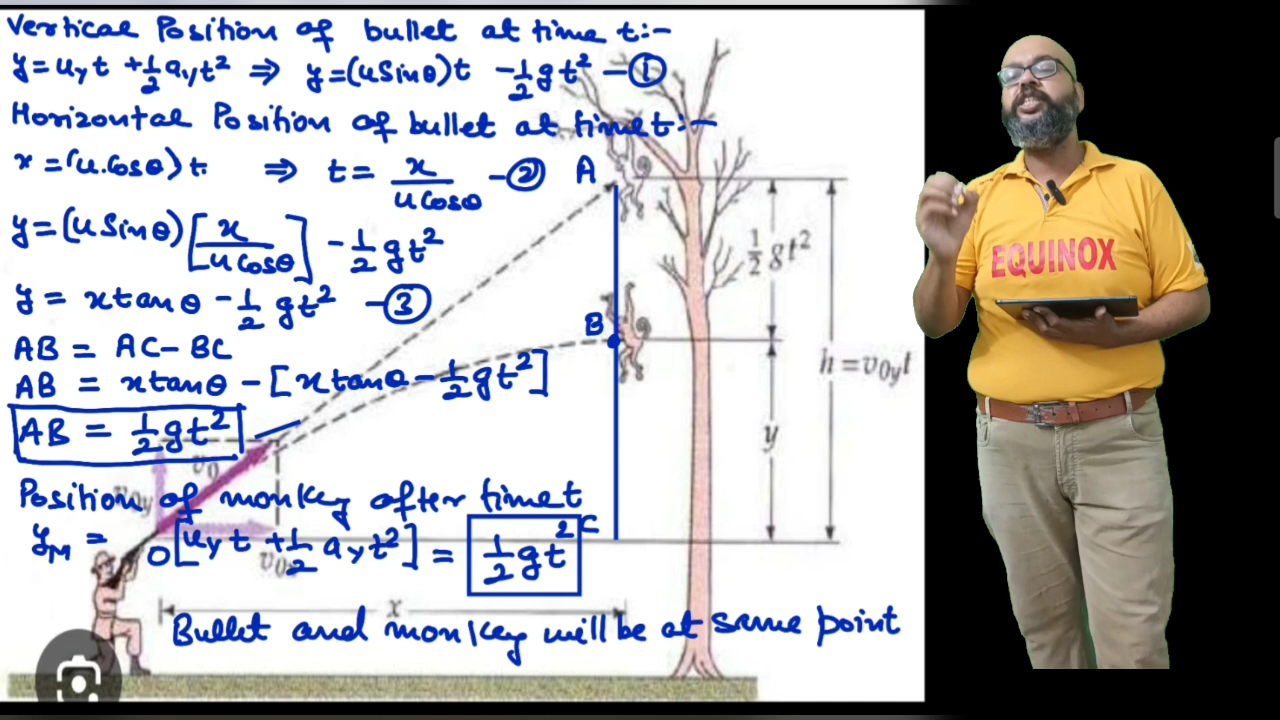 Vertical Position of bullet at time t:-
y = uyt + 1/2 ayt² ⇒ y = (u Sinθ)t - 1/2 gt² - ①
Horizontal Position of bullet at time t:-
x = (u.Cosθ) t. ⇒ t = x / u Cosθ - ②
A
y = (u Sinθ) [x / u Cosθ] - 1/2 gt²
1/2 gt²
EQUINOX
y = x tanθ - 1/2 gt² - ③
B
AB = AC - BC
h = v0yt
AB = x tanθ - [x tanθ - 1/2 gt²]
AB = 1/2 gt²
y
v0
v0y
Position of monkey after time t
C
yM = [uyt + 1/2 ayt²] = 1/2 gt²
O
x
Bullet and monkey will be at same point